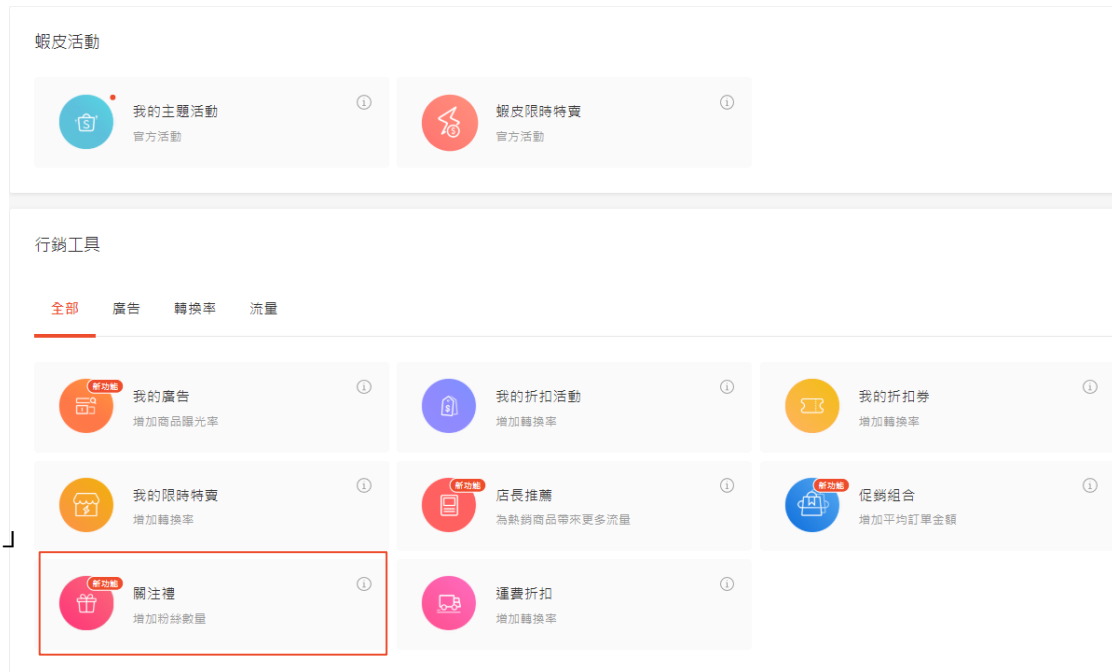 蝦皮活動
我的主題活動
官方活動
蝦皮限時特賣
官方活動
行銷工具
全部 廣告 轉換率 流量
新功能
我的廣告
增加商品曝光率
我的折扣活動
增加轉換率
我的折扣券
增加轉換率
我的限時特賣
增加轉換率
新功能
店長推薦
為熱銷商品帶來更多流量
新功能
促銷組合
增加平均訂單金額
」
新功能
關注禮
增加粉絲數量
運費折扣
增加轉換率